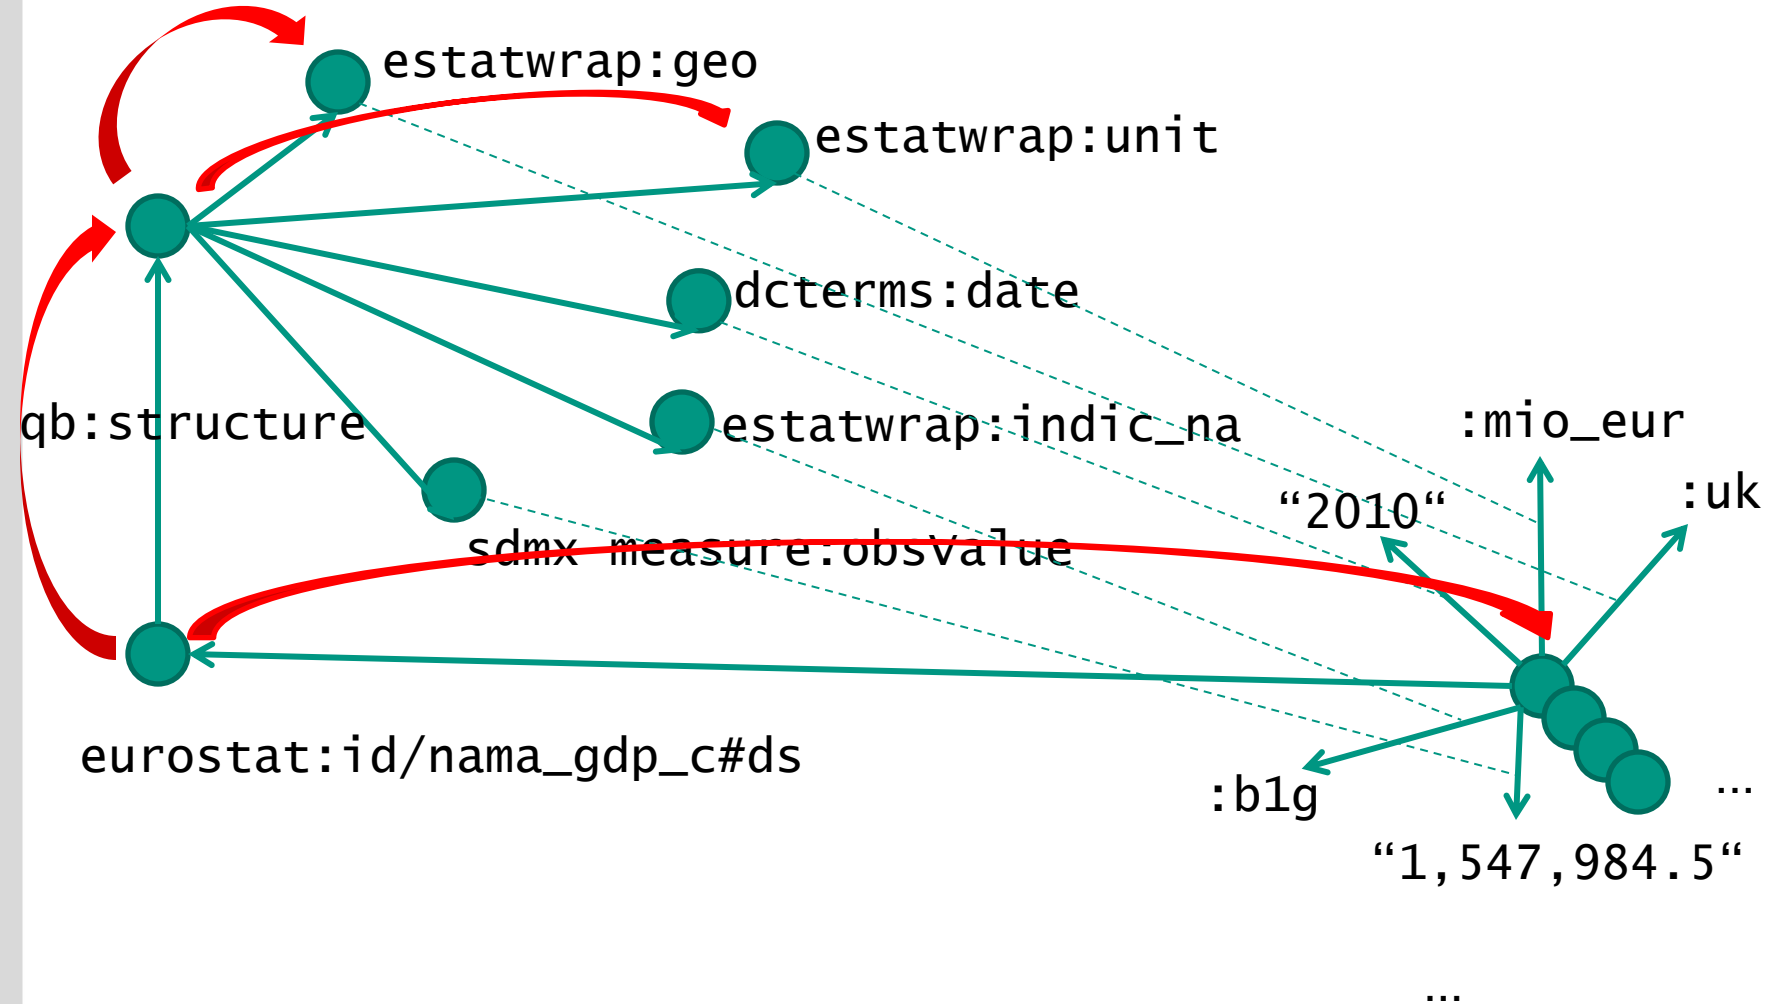 estatwrap:geo
estatwrap:unit
dcterms:date
qb:structure
estatwrap:indic_na
:mio_eur
:uk
“2010“
sdmx measure:obsValue
eurostat:id/nama_gdp_c#ds
:b1g
...
“1,547,984.5“
...